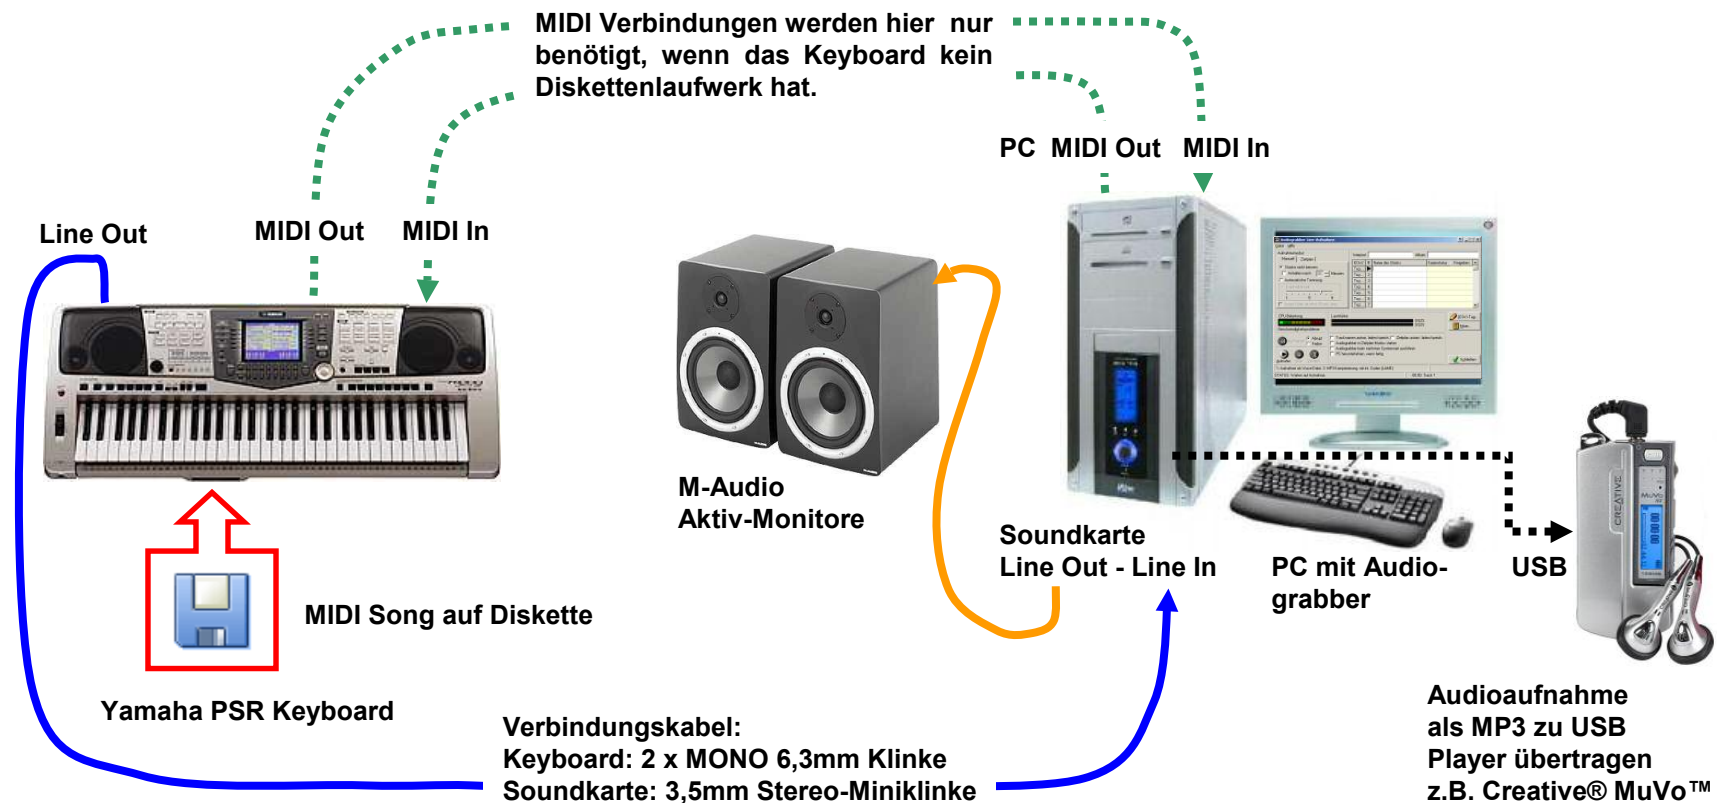 MIDI Verbindungen werden hier nur
benötigt, wenn das Keyboard kein
Diskettenlaufwerk hat.
PC MIDI Out MIDI In
Line Out
MIDI Out MIDI In
M-Audio
Aktiv-Monitore
Soundkarte
Line Out - Line In
PC mit Audio-
grabber
USB
CREATIVE
MuVo
MIDI Song auf Diskette
Yamaha PSR Keyboard
Verbindungskabel:
Keyboard: 2 x MONO 6,3mm Klinke
Soundkarte: 3,5mm Stereo-Miniklinke
Audioaufnahme
als MP3 zu USB
Player übertragen
z.B. Creative® MuVo™